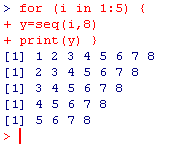 > for (i in 1:5) {
+ y=seq(i,8)
+ print(y) }
[1] 1 2 3 4 5 6 7 8
[1] 2 3 4 5 6 7 8
[1] 3 4 5 6 7 8
[1] 4 5 6 7 8
[1] 5 6 7 8
>